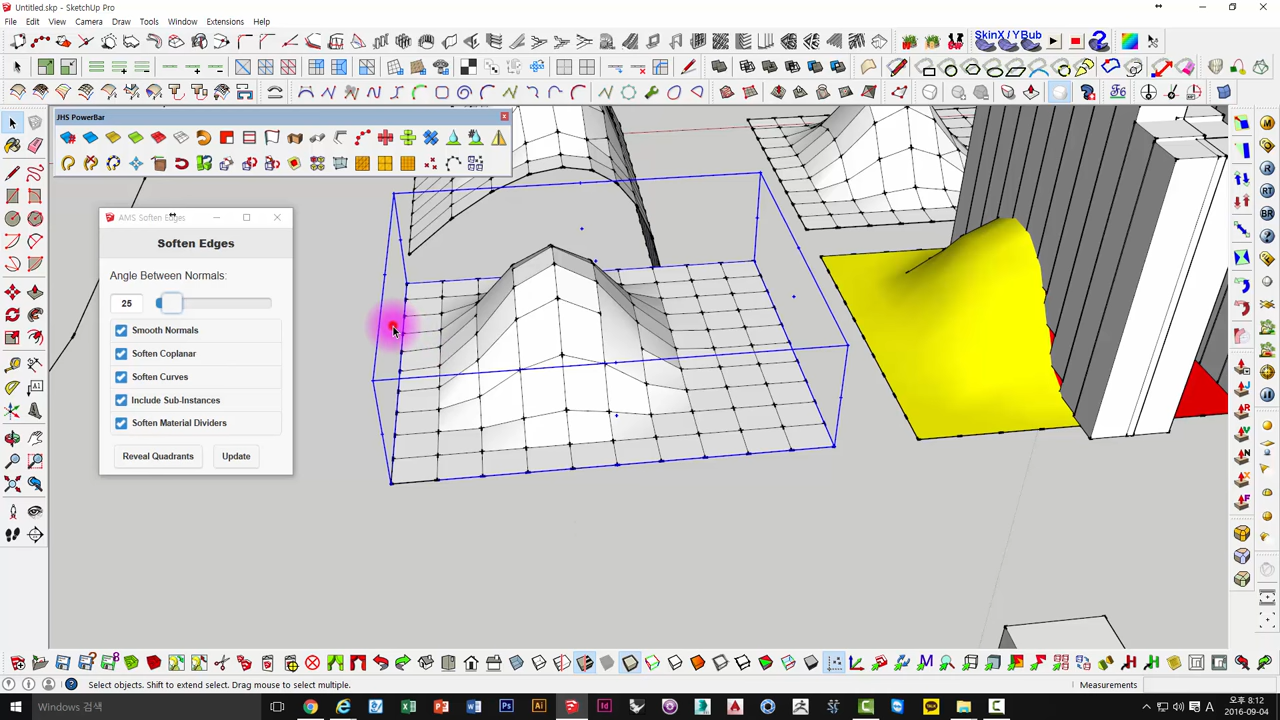 Untitled.skp - SketchUp Pro
File Edit View Camera Draw Tools Window Extensions Help
SkinX / YBub
JHS PowerBar
AMS Soften Edges
Soften Edges
Angle Between Normals:
25
Smooth Normals
Soften Coplanar
Soften Curves
Include Sub-Instances
Soften Material Dividers
Reveal Quadrants Update
Select objects. Shift to extend select. Drag mouse to select multiple.
Measurements
Windows 검색
오후 8:12
2016-09-04